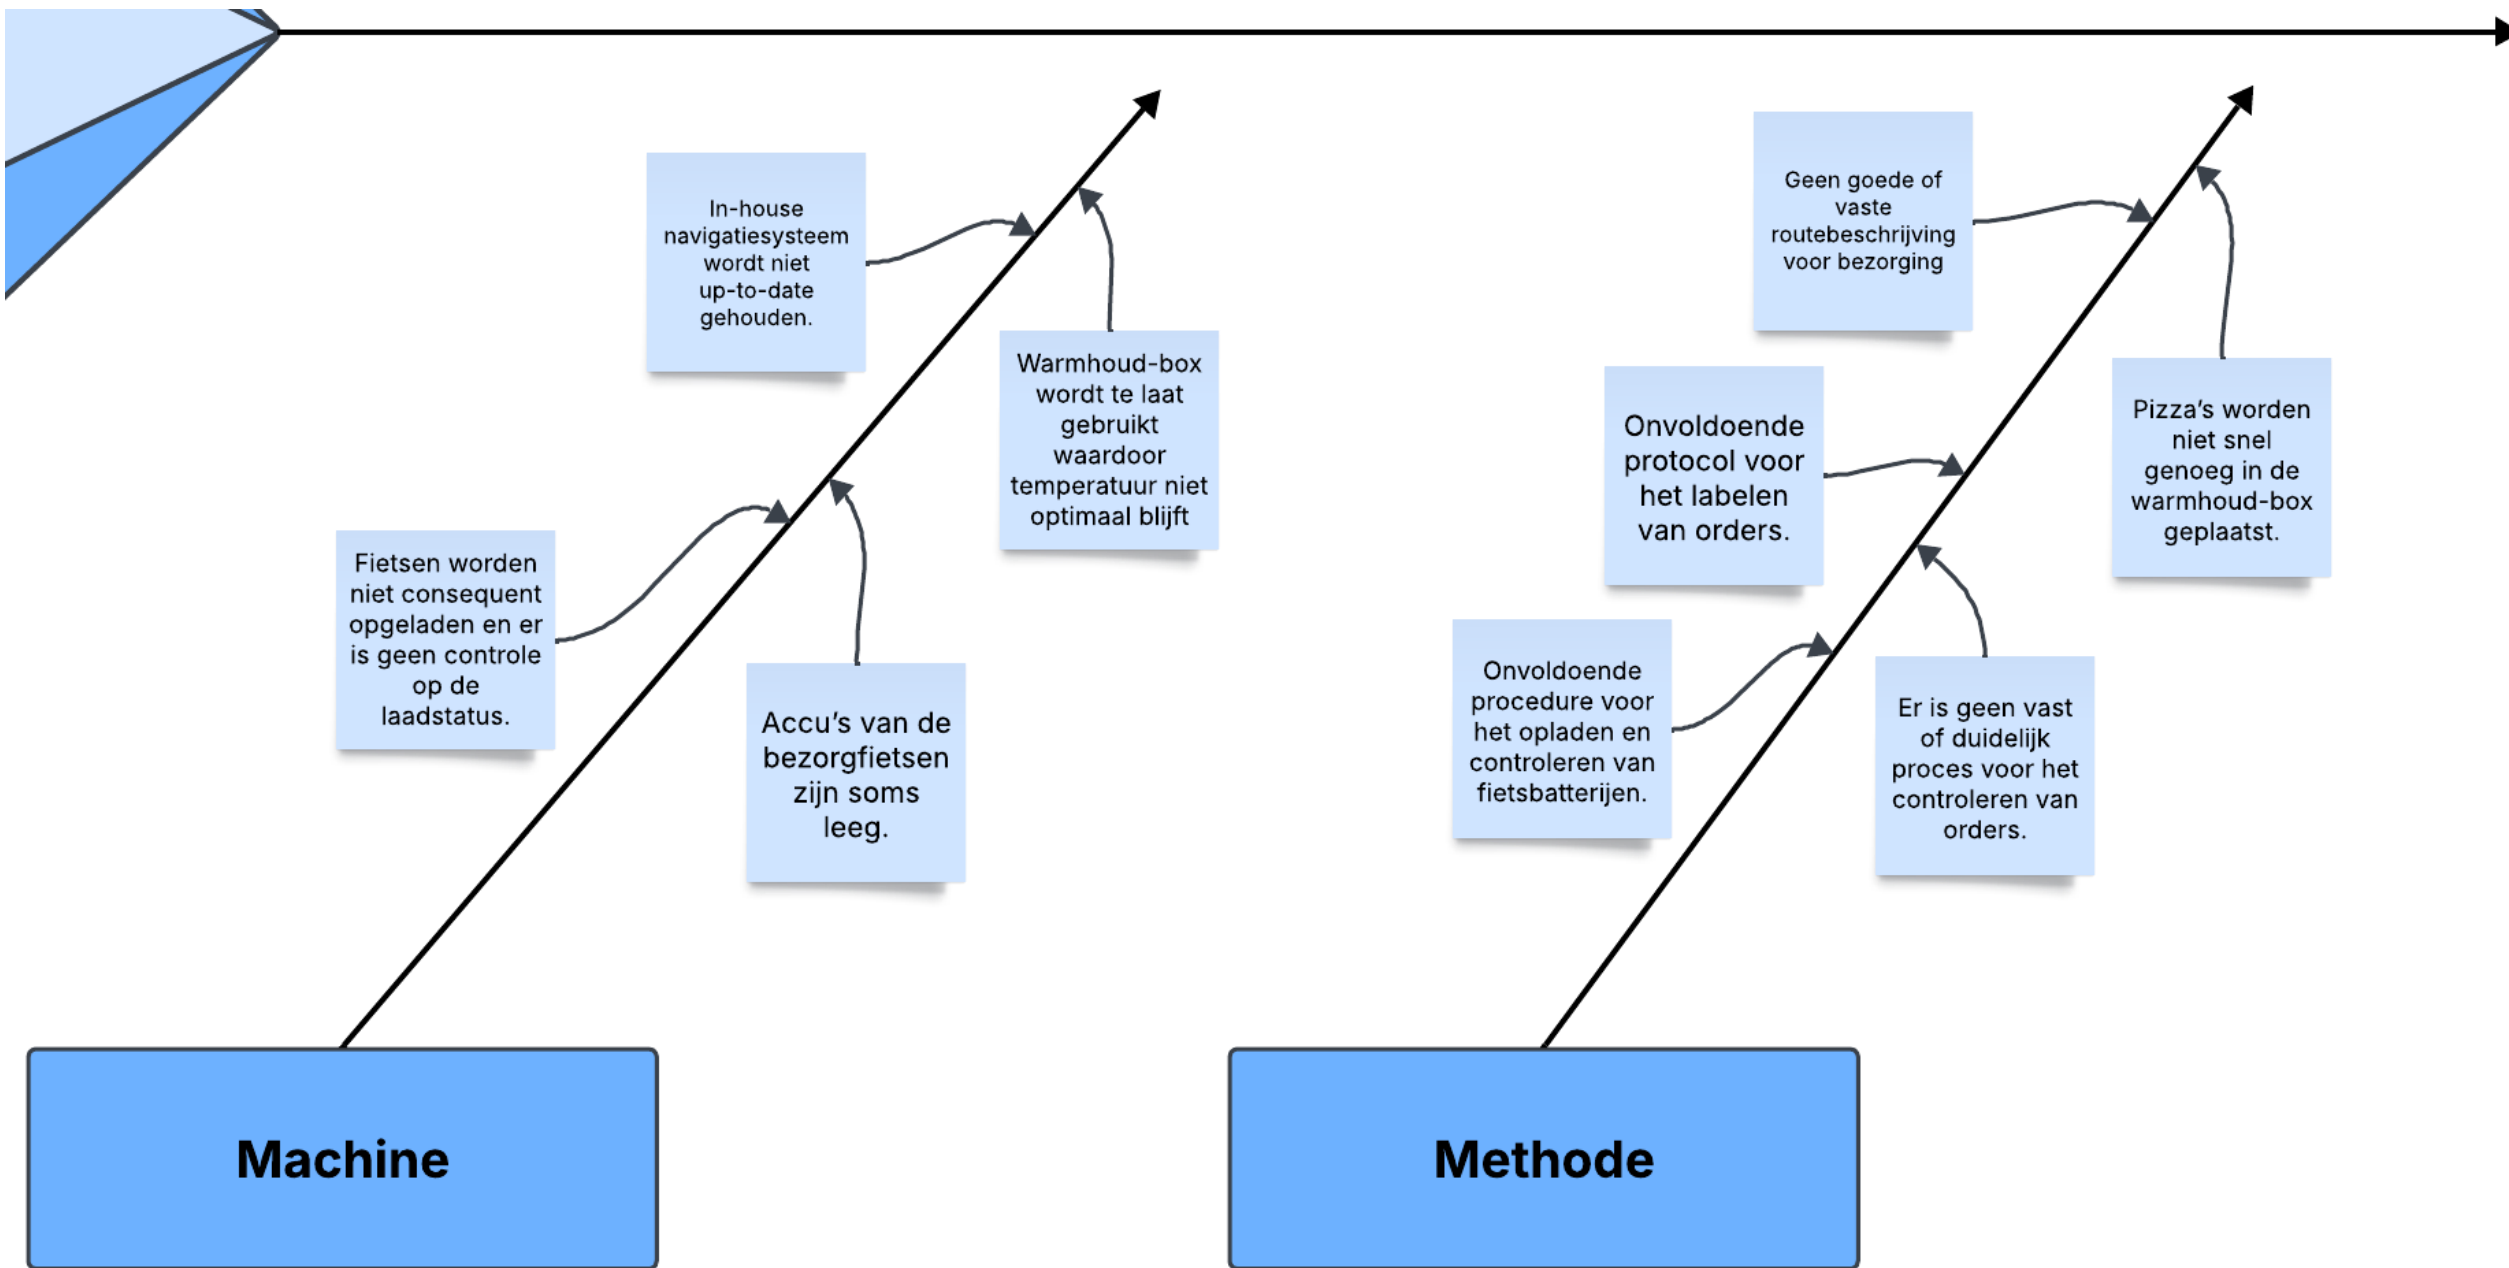 In-house
navigatiesysteem
wordt niet
up-to-date
gehouden.
Warmhoud-box
wordt te laat
gebruikt
waardoor
temperatuur niet
optimaal blijft
Fietsen worden
niet consequent
opgeladen en er
is geen controle
op de
laadstatus.
Accu's van de
bezorgfietsen
zijn soms
leeg.
Machine
Geen goede of
vaste
routebeschrijving
voor bezorging
Pizza's worden
niet snel
genoeg in de
warmhoud-box
geplaatst.
Onvoldoende
protocol voor
het labelen
van orders.
Onvoldoende
procedure voor
het opladen en
controleren van
fietsbatterijen.
Er is geen vast
of duidelijk
proces voor het
controleren van
orders.
Methode